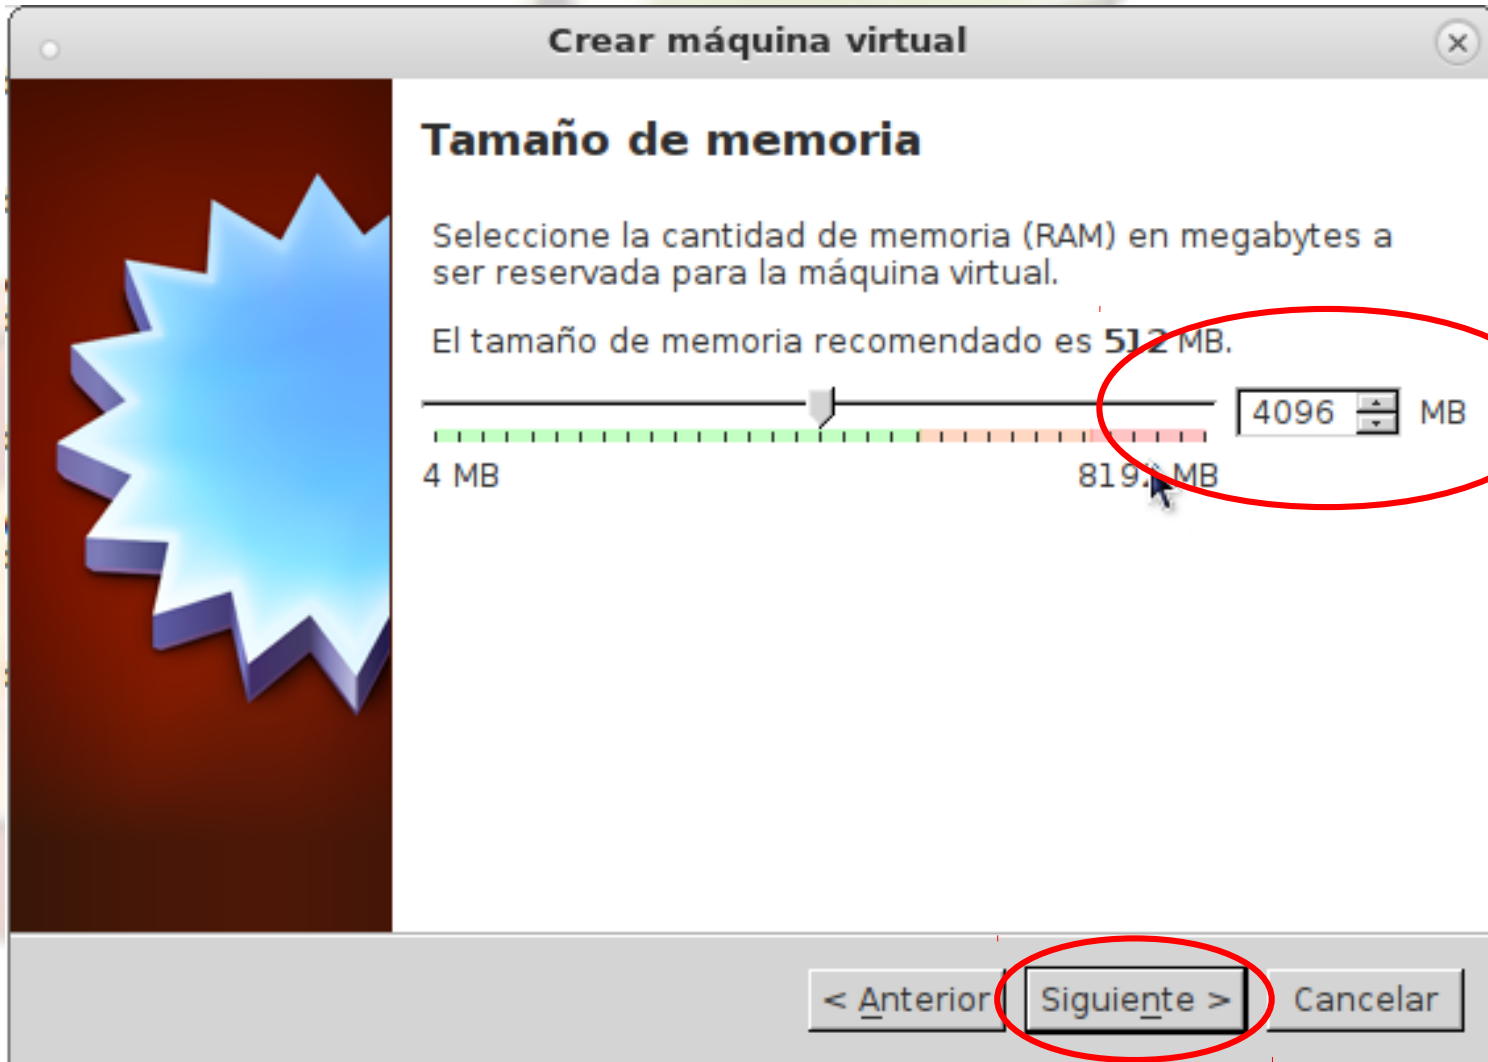 Crear máquina virtual
Tamaño de memoria
Seleccione la cantidad de memoria (RAM) en megabytes a
ser reservada para la máquina virtual.
El tamaño de memoria recomendado es 512 MB.
4096 MB
4 MB 8192 MB
< Anterior Siguiente > Cancelar